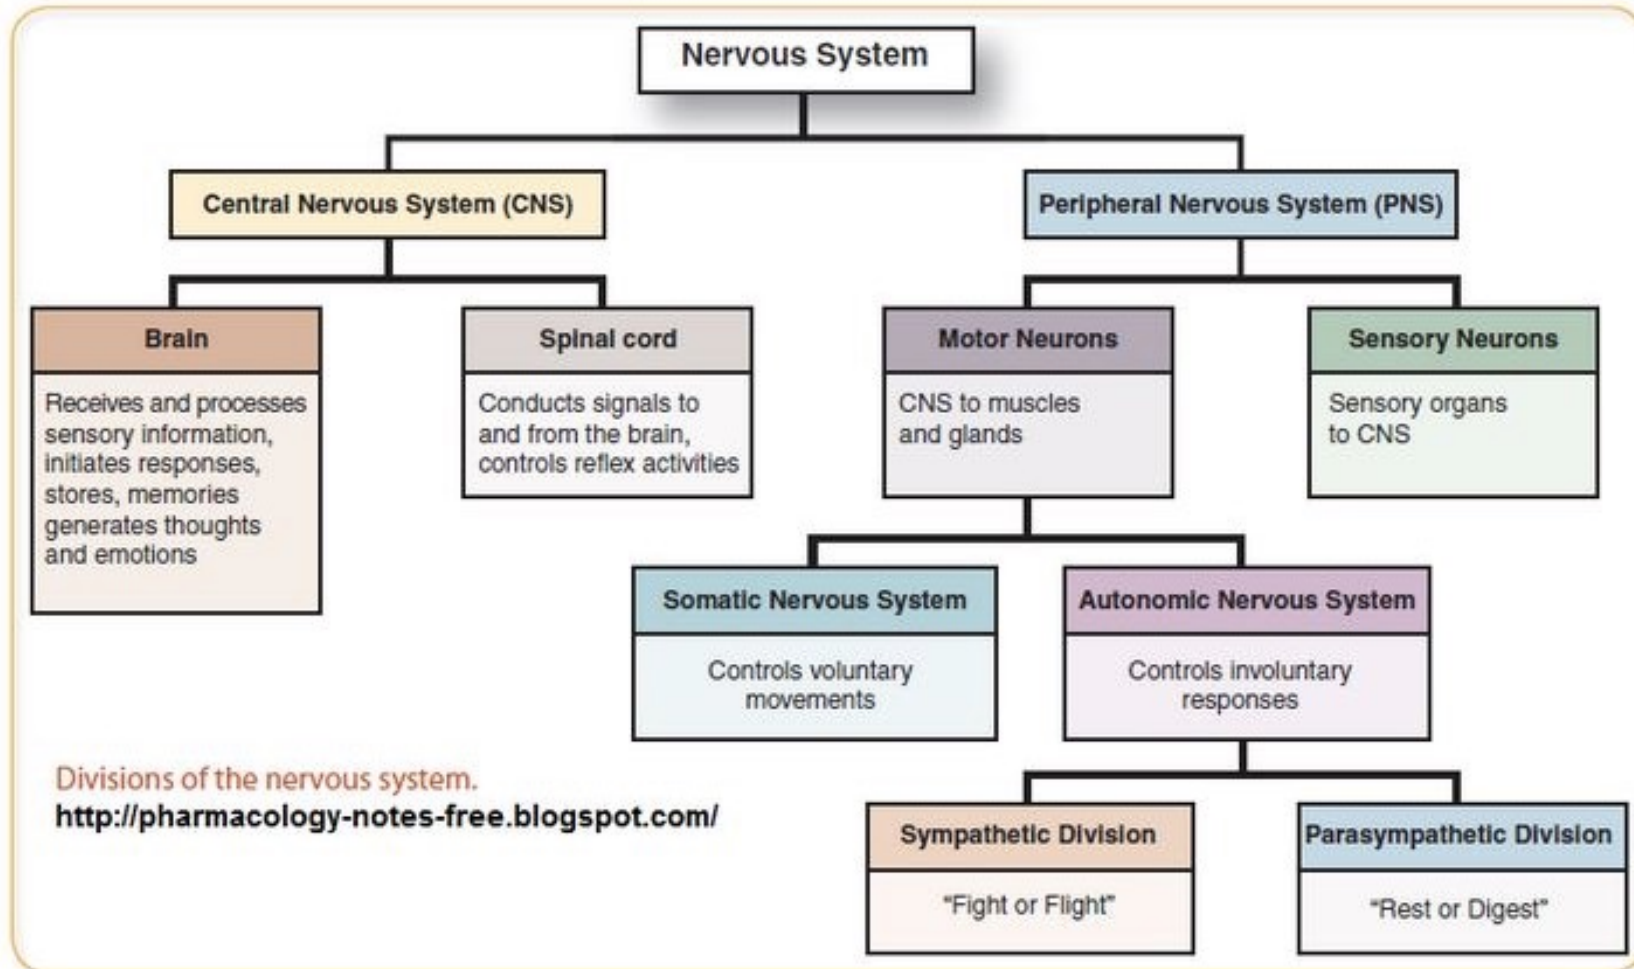 Nervous System
Central Nervous System (CNS)
Peripheral Nervous System (PNS)
Brain
Receives and processes
sensory information,
initiates responses,
stores, memories
generates thoughts
and emotions
Spinal cord
Conducts signals to
and from the brain,
controls reflex activities
Motor Neurons
CNS to muscles
and glands
Sensory Neurons
Sensory organs
to CNS
Somatic Nervous System
Controls voluntary
movements
Autonomic Nervous System
Controls involuntary
responses
Sympathetic Division
“Fight or Flight”
Parasympathetic Division
“Rest or Digest”
Divisions of the nervous system.
http://pharmacology-notes-free.blogspot.com/